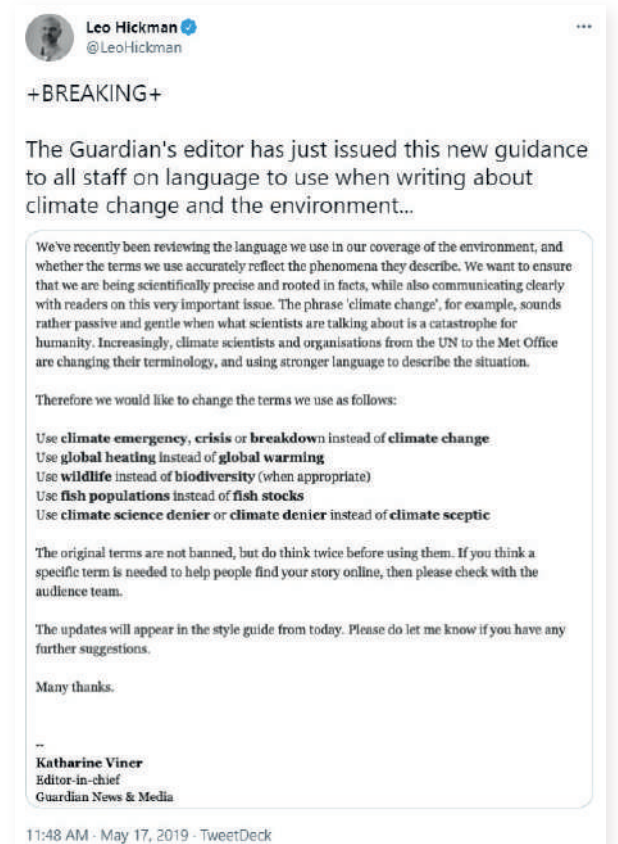 Leo Hickman
@LeoHickman
+BREAKING+
The Guardian's editor has just issued this new guidance
to all staff on language to use when writing about
climate change and the environment...
We've recently been reviewing the language we use in our coverage of the environment, and
whether the terms we use accurately reflect the phenomena they describe. We want to ensure
that we are being scientifically precise and rooted in facts, while also communicating clearly
with readers on this very important issue. The phrase 'climate change', for example, sounds
rather passive and gentle when what scientists are talking about is a catastrophe for
humanity. Increasingly, climate scientists and organisations from the UN to the Met Office
are changing their terminology, and using stronger language to describe the situation.
Therefore we would like to change the terms we use as follows:
Use climate emergency, crisis or breakdown instead of climate change
Use global heating instead of global warming
Use wildlife instead of biodiversity (when appropriate)
Use fish populations instead of fish stocks
Use climate science denier or climate denier instead of climate sceptic
The original terms are not banned, but do think twice before using them. If you think a
specific term is needed to help people find your story online, then please check with the
audience team.
The updates will appear in the style guide from today. Please do let me know if you have any
further suggestions.
Many thanks.
--
Katharine Viner
Editor-in-chief
Guardian News & Media
11:48 AM · May 17, 2019 · TweetDeck